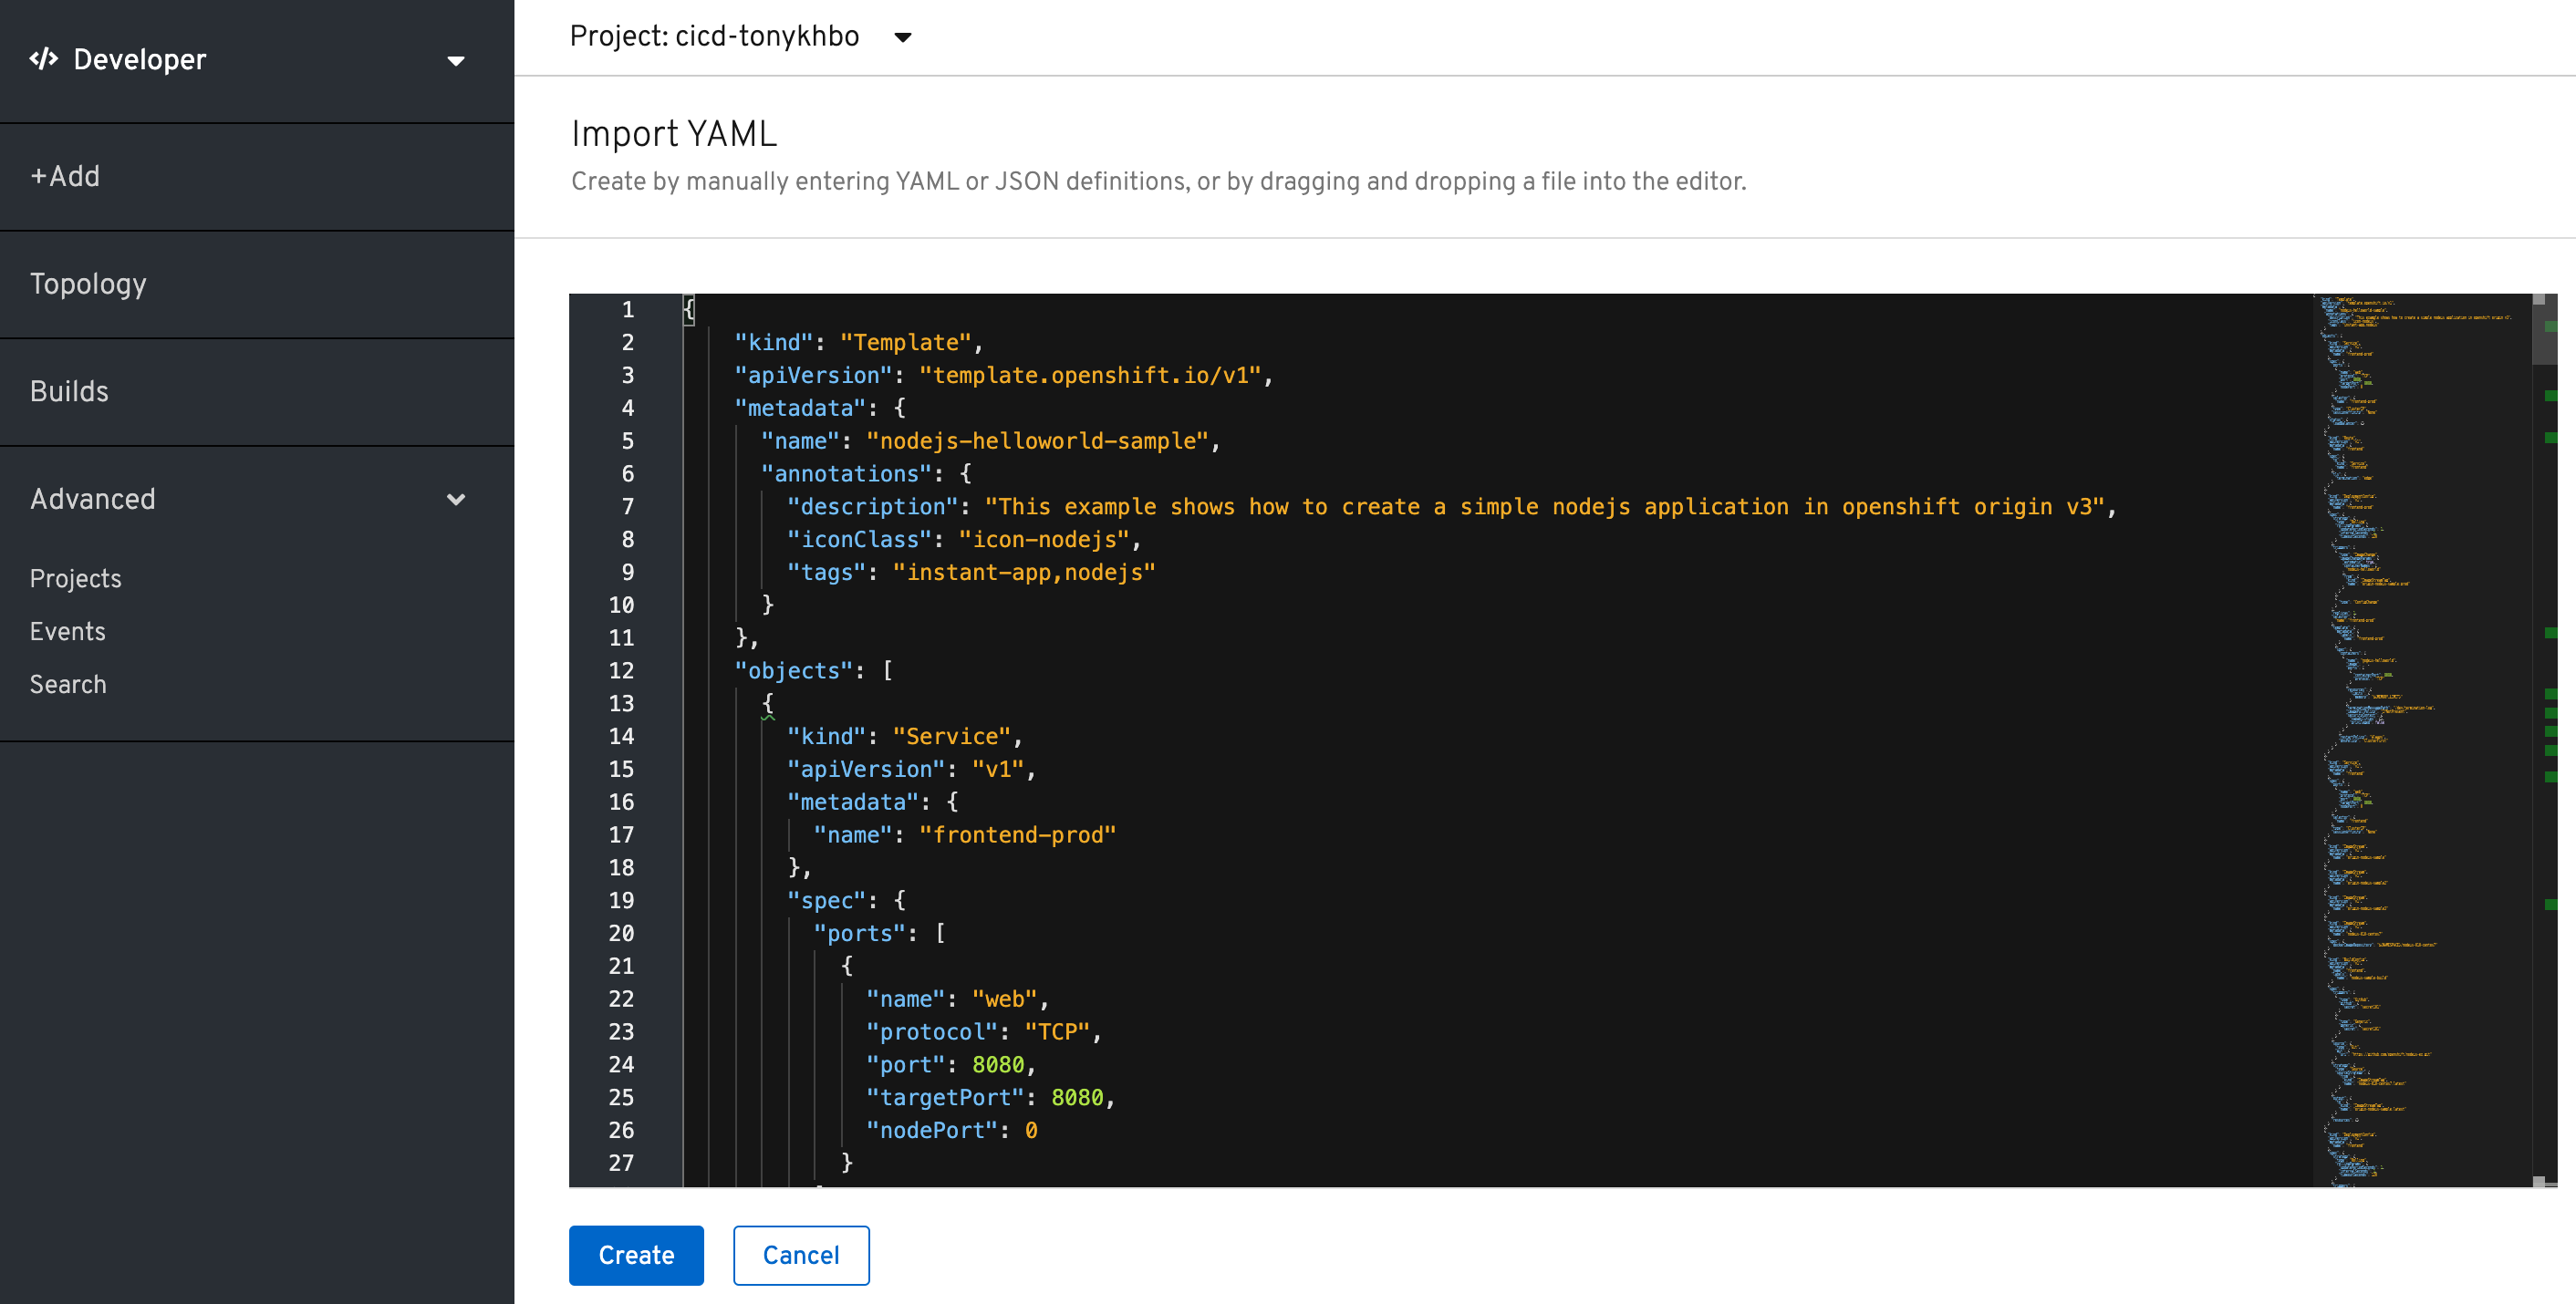 </> Developer
+Add
Topology
Builds
Advanced
Projects
Events
Search
Project: cicd-tonykhbo
Import YAML
Create by manually entering YAML or JSON definitions, or by dragging and dropping a file into the editor.
1 {
2 "kind": "Template",
3 "apiVersion": "template.openshift.io/v1",
4 "metadata": {
5 "name": "nodejs-helloworld-sample",
6 "annotations": {
7 "description": "This example shows how to create a simple nodejs application in openshift origin v3",
8 "iconClass": "icon-nodejs",
9 "tags": "instant-app,nodejs"
10 }
11 },
12 "objects": [
13 {
14 "kind": "Service",
15 "apiVersion": "v1",
16 "metadata": {
17 "name": "frontend-prod"
18 },
19 "spec": {
20 "ports": [
21 {
22 "name": "web",
23 "protocol": "TCP",
24 "port": 8080,
25 "targetPort": 8080,
26 "nodePort": 0
27 }
Create
Cancel